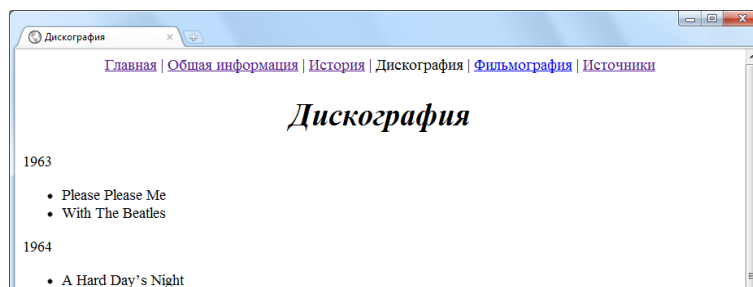 Дискография
Главная | Общая информация | История | Дискография | Фильмография | Источники
Дискография
1963
• Please Please Me
• With The Beatles
1964
• A Hard Day’s Night